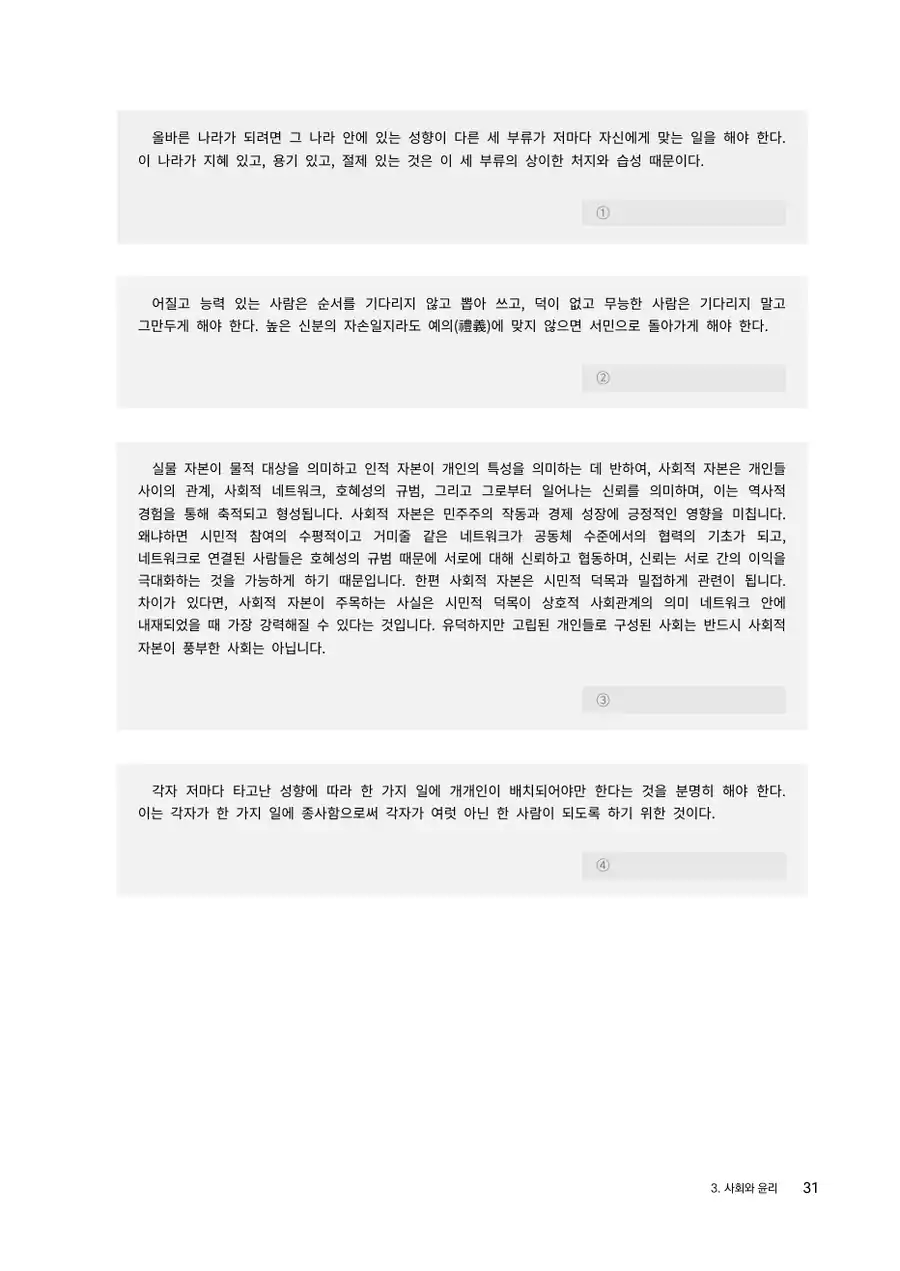 올바른 나라가 되려면 그 나라 안에 있는 성향이 다른 세 부류가 저마다 자신에게 맞는 일을 해야 한다.
이 나라가 지혜 있고, 용기 있고, 절제 있는 것은 이 세 부류의 상이한 처지와 습성 때문이다.
①
어질고 능력 있는 사람은 순서를 기다리지 않고 뽑아 쓰고, 덕이 없고 무능한 사람은 기다리지 말고
그만두게 해야 한다. 높은 신분의 자손일지라도 예의(禮義)에 맞지 않으면 서민으로 돌아가게 해야 한다.
②
실물 자본이 물적 대상을 의미하고 인적 자본이 개인의 특성을 의미하는 데 반하여, 사회적 자본은 개인들
사이의 관계, 사회적 네트워크, 호혜성의 규범, 그리고 그로부터 일어나는 신뢰를 의미하며, 이는 역사적
경험을 통해 축적되고 형성됩니다. 사회적 자본은 민주주의 작동과 경제 성장에 긍정적인 영향을 미칩니다.
왜냐하면 시민적 참여의 수평적이고 거미줄 같은 네트워크가 공동체 수준에서의 협력의 기초가 되고,
네트워크로 연결된 사람들은 호혜성의 규범 때문에 서로에 대해 신뢰하고 협동하며, 신뢰는 서로 간의 이익을
극대화하는 것을 가능하게 하기 때문입니다. 한편 사회적 자본은 시민적 덕목과 밀접하게 관련이 됩니다.
차이가 있다면, 사회적 자본이 주목하는 사실은 시민적 덕목이 상호적 사회관계의 의미 네트워크 안에
내재되었을 때 가장 강력해질 수 있다는 것입니다. 유덕하지만 고립된 개인들로 구성된 사회는 반드시 사회적
자본이 풍부한 사회는 아닙니다.
③
각자 저마다 타고난 성향에 따라 한 가지 일에 개개인이 배치되어야만 한다는 것을 분명히 해야 한다.
이는 각자가 한 가지 일에 종사함으로써 각자가 여럿 아닌 한 사람이 되도록 하기 위한 것이다.
④
3. 사회와 윤리 31